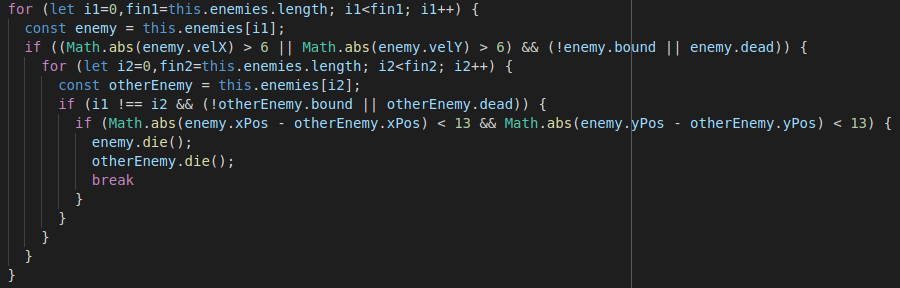 for (let i1=0,fin1=this.enemies.length; i1<fin1; i1++) {
const enemy = this.enemies[i1];
if ((Math.abs(enemy.velX) > 6 || Math.abs(enemy.velY) > 6) && (!enemy.bound || enemy.dead)) {
for (let i2=0,fin2=this.enemies.length; i2<fin2; i2++) {
const otherEnemy = this.enemies[i2];
if (i1 !== i2 && (!otherEnemy.bound || otherEnemy.dead)) {
if (Math.abs(enemy.xPos - otherEnemy.xPos) < 13 && Math.abs(enemy.yPos - otherEnemy.yPos) < 13) {
enemy.die();
otherEnemy.die();
break
}
}
}
}
}